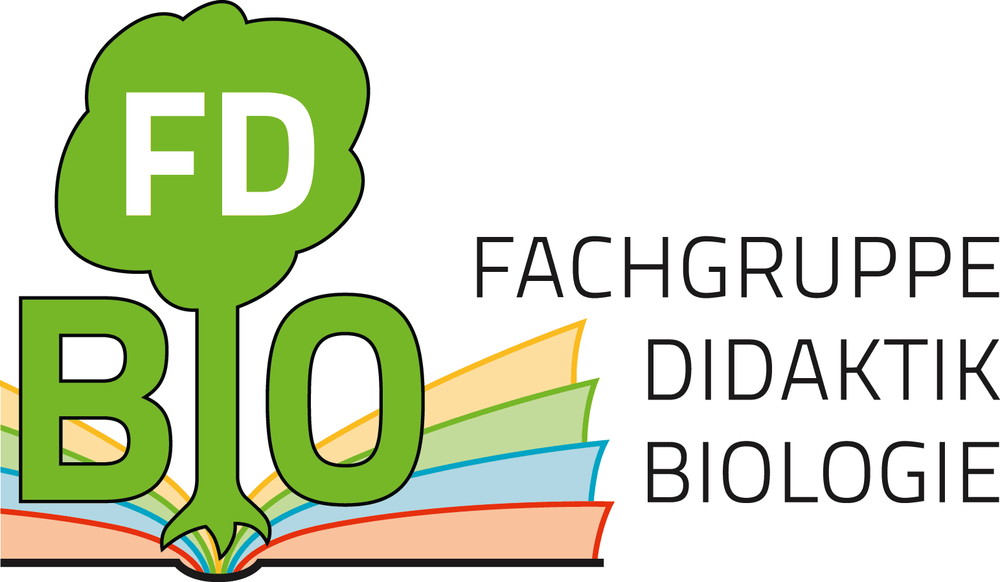 FD
BIO
FACHGRUPPE
DIDAKTIK
BIOLOGIE